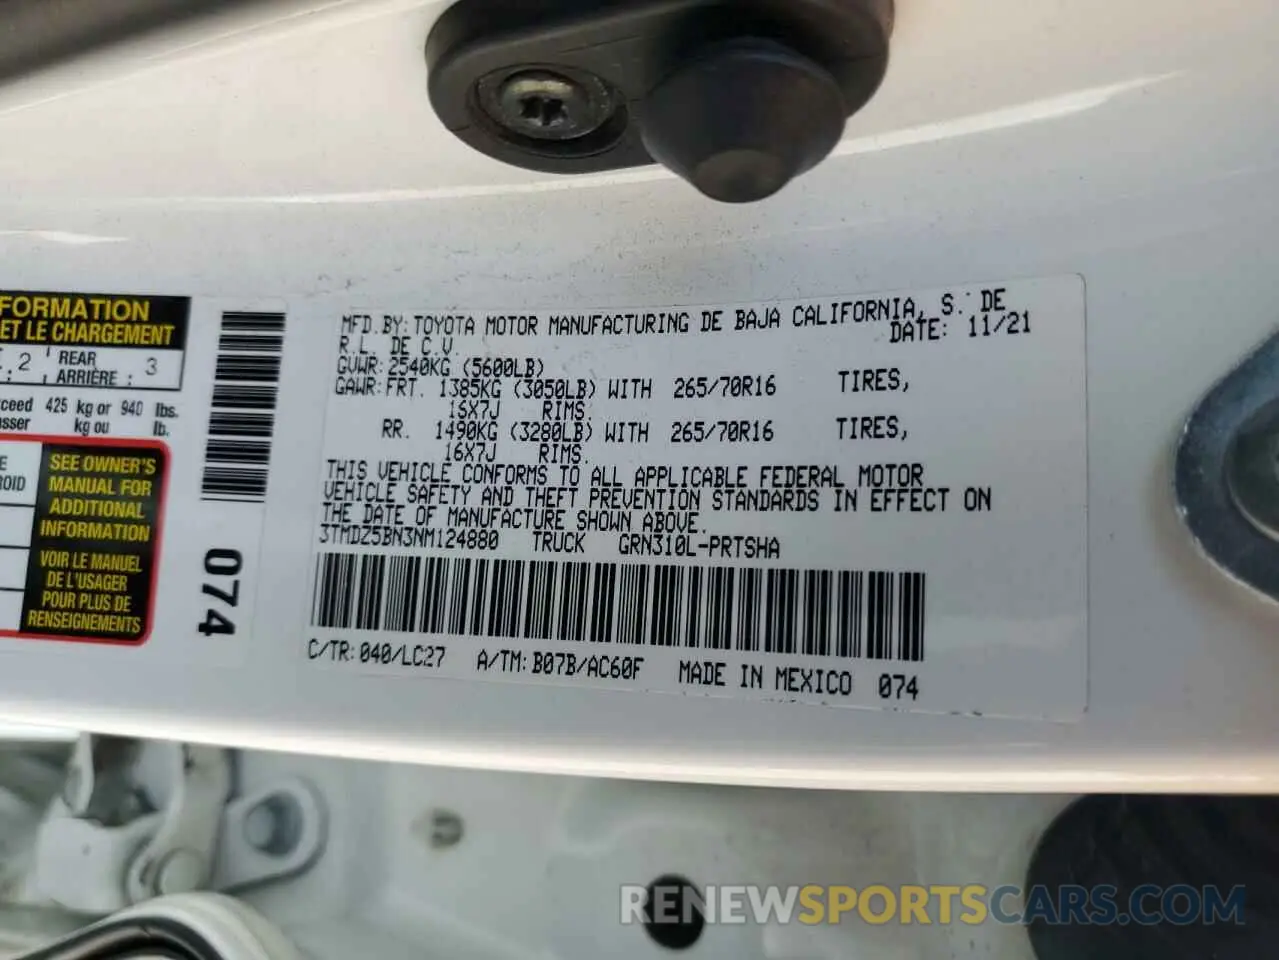 FORMATION
ET LE CHARGEMENT
2 REAR 3
: ARRIÈRE :
xceed 425 kg or 940 lbs.
sser kg ou lb.
E
ROID
SEE OWNER'S
MANUAL FOR
ADDITIONAL
INFORMATION
VOIR LE MANUEL
DE L'USAGER
POUR PLUS DE
RENSEIGNEMENTS
074
MFD. BY: TOYOTA MOTOR MANUFACTURING DE BAJA CALIFORNIA, S. DE
R.L. DE C.V. DATE: 11/21
GVWR: 2540KG (5600LB)
GAWR: FRT. 1385KG (3050LB) WITH 265/70R16 TIRES,
16X7J RIMS.
RR. 1490KG (3280LB) WITH 265/70R16 TIRES,
16X7J RIMS.
THIS VEHICLE CONFORMS TO ALL APPLICABLE FEDERAL MOTOR
VEHICLE SAFETY AND THEFT PREVENTION STANDARDS IN EFFECT ON
THE DATE OF MANUFACTURE SHOWN ABOVE.
3TMDZ5BN3NM124880 TRUCK GRN310L-PRTSHA
C/TR: 040/LC27 A/TM: B07B/AC60F MADE IN MEXICO 074
RENEWSPORTSCARS.COM